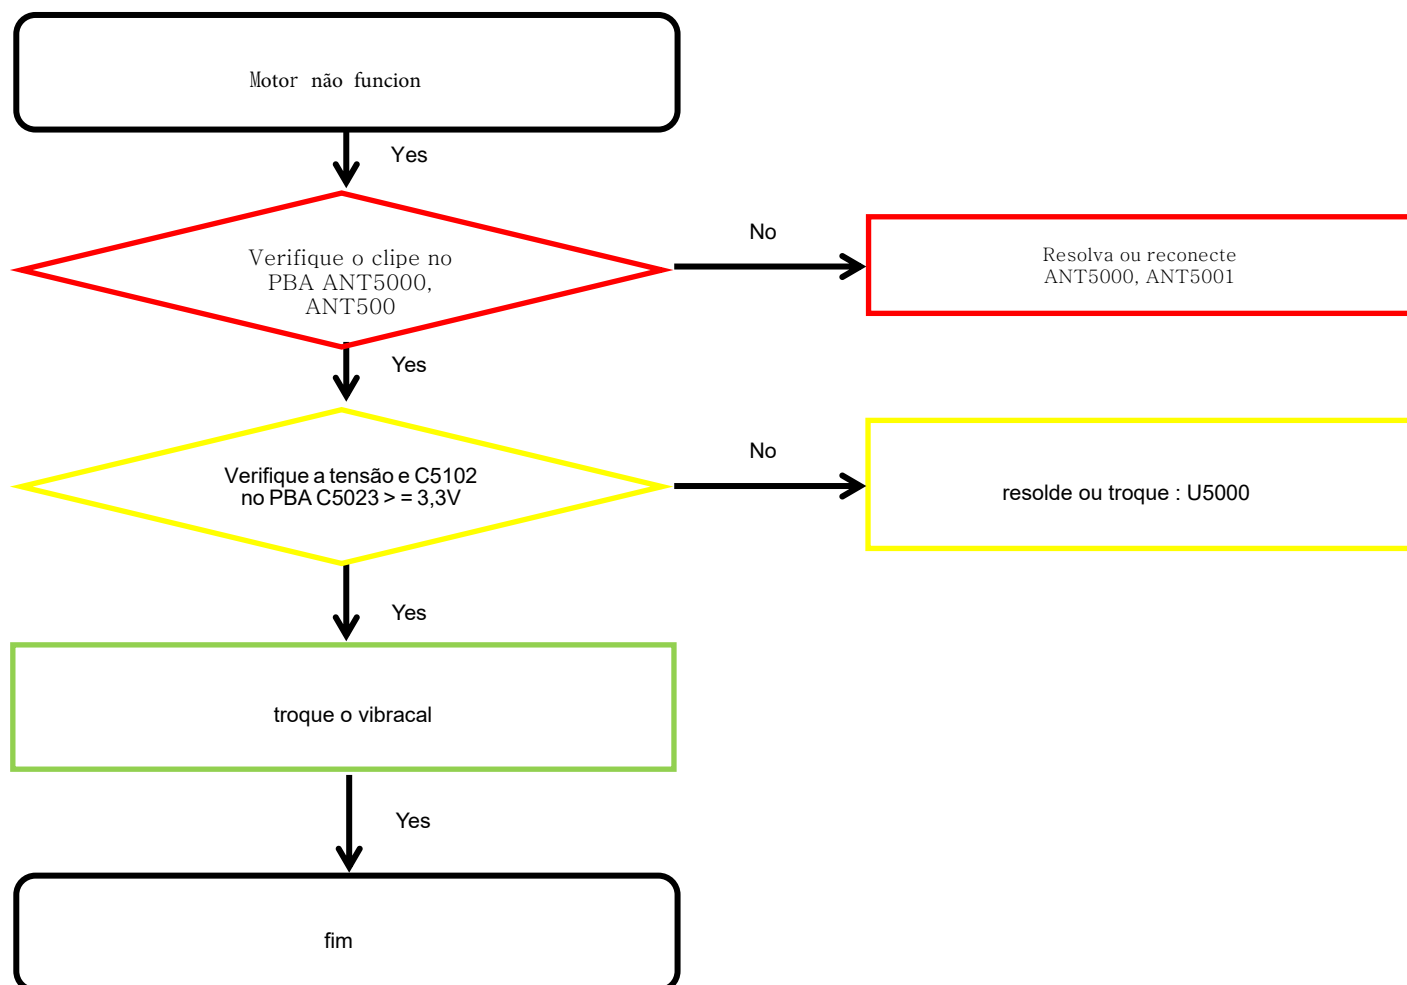 Motor não funcion
Yes
Verifique o clipe no
PBA ANT5000,
ANT500
No
Resolva ou reconecte
ANT5000, ANT5001
Yes
Verifique a tensão e C5102
no PBA C5023 > = 3,3V
No
resolde ou troque : U5000
Yes
troque o vibracal
Yes
fim